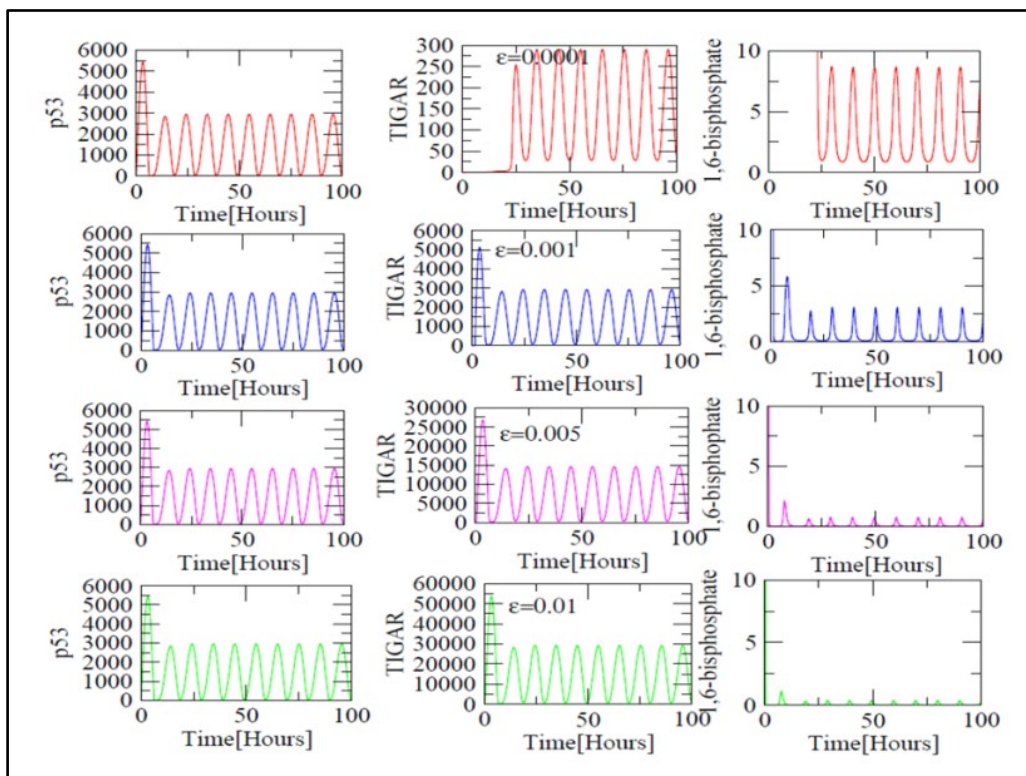 6000
5000
4000
3000
2000
1000
0
p53
0 50 100
Time[Hours]
300
250
200
150
100
50
0
TIGAR
ε=0.0001
0 50 100
Time[Hours]
10
5
0
1,6-bisphosphate
0 50 100
Time[Hours]
6000
5000
4000
3000
2000
1000
0
p53
0 50 100
Time[Hours]
6000
5000
4000
3000
2000
1000
0
TIGAR
ε=0.001
0 50 100
Time[Hours]
10
5
0
1,6-bisphosphate
0 50 100
Time[Hours]
6000
5000
4000
3000
2000
1000
0
p53
0 50 100
Time[Hours]
30000
25000
20000
15000
10000
5000
0
TIGAR
ε=0.005
0 50 100
Time[Hours]
10
5
0
1,6-bisphophate
0 50 100
Time[Hours]
6000
5000
4000
3000
2000
1000
0
p53
0 50 100
Time[Hours]
60000
50000
40000
30000
20000
10000
0
TIGAR
ε=0.01
0 50 100
Time[Hours]
10
5
0
1,6-bisphosphate
0 50 100
Time[Hours]